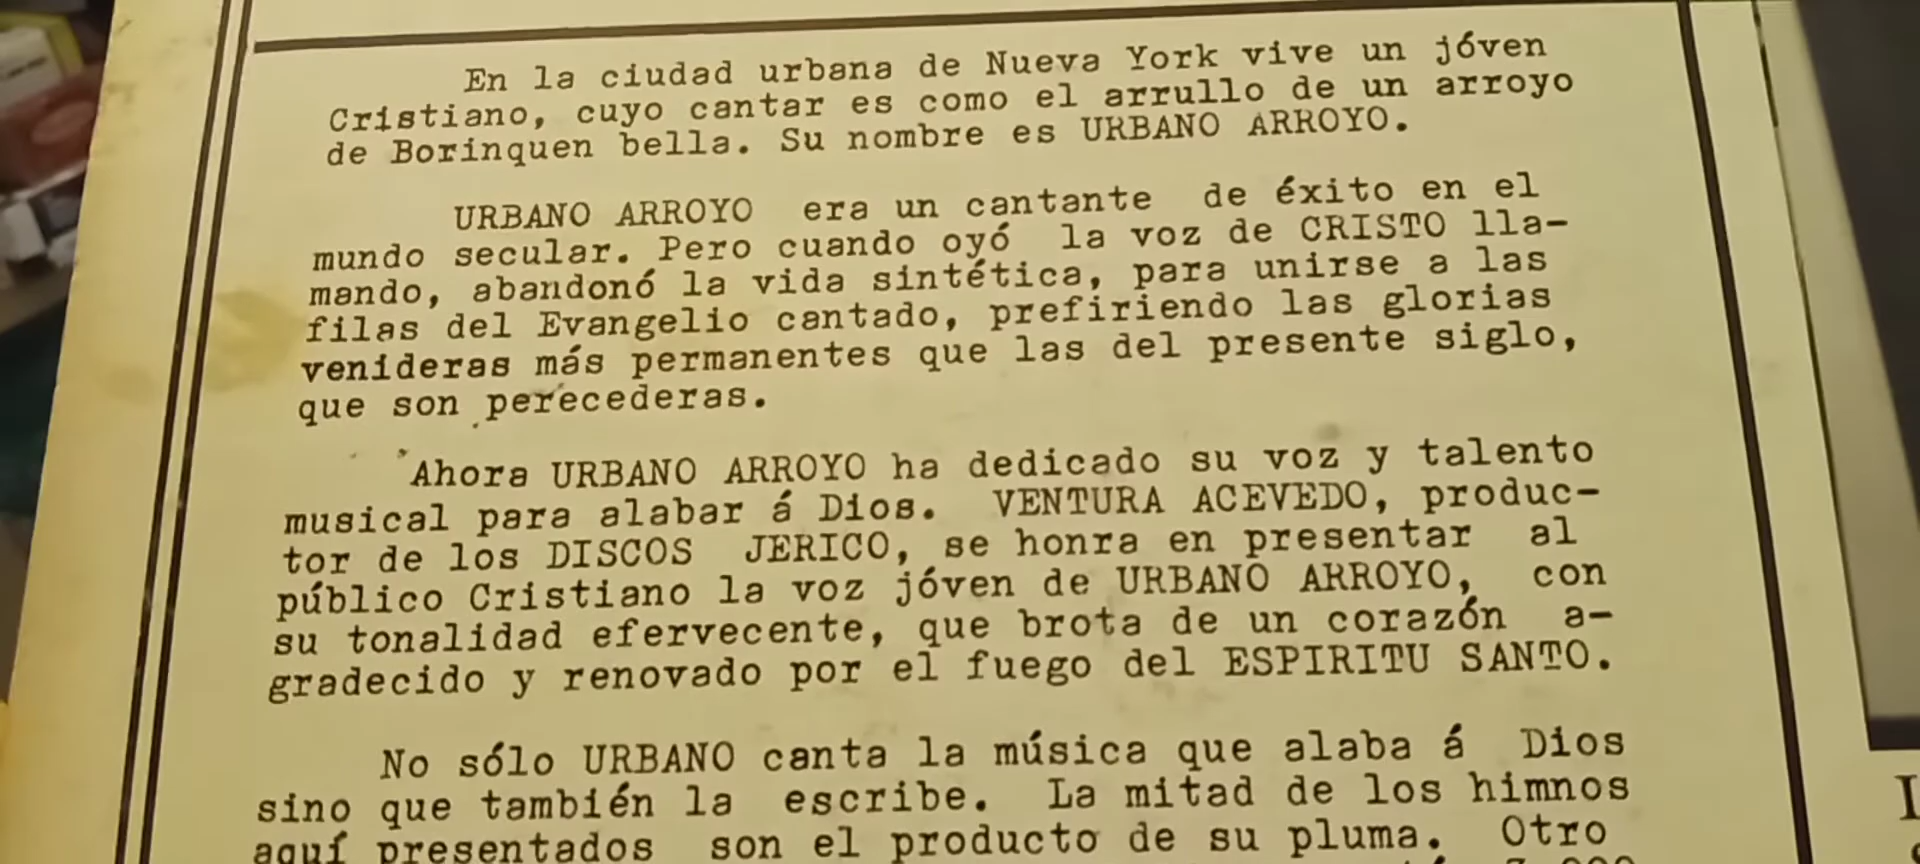 En la ciudad urbana de Nueva York vive un jóven
Cristiano, cuyo cantar es como el arrullo de un arroyo
de Borinquen bella. Su nombre es URBANO ARROYO.
URBANO ARROYO era un cantante de éxito en el
mundo secular. Pero cuando oyó la voz de CRISTO lla-
mando, abandonó la vida sintética, para unirse a las
filas del Evangelio cantado, prefiriendo las glorias
venideras más permanentes que las del presente siglo,
que son perecederas.
Ahora URBANO ARROYO ha dedicado su voz y talento
musical para alabar á Dios. VENTURA ACEVEDO, produc-
tor de los DISCOS JERICO, se honra en presentar al
público Cristiano la voz jóven de URBANO ARROYO, con
su tonalidad efervecente, que brota de un corazón a-
gradecido y renovado por el fuego del ESPIRITU SANTO.
No sólo URBANO canta la música que alaba á Dios
sino que también la escribe. La mitad de los himnos
aquí presentados son el producto de su pluma. Otro